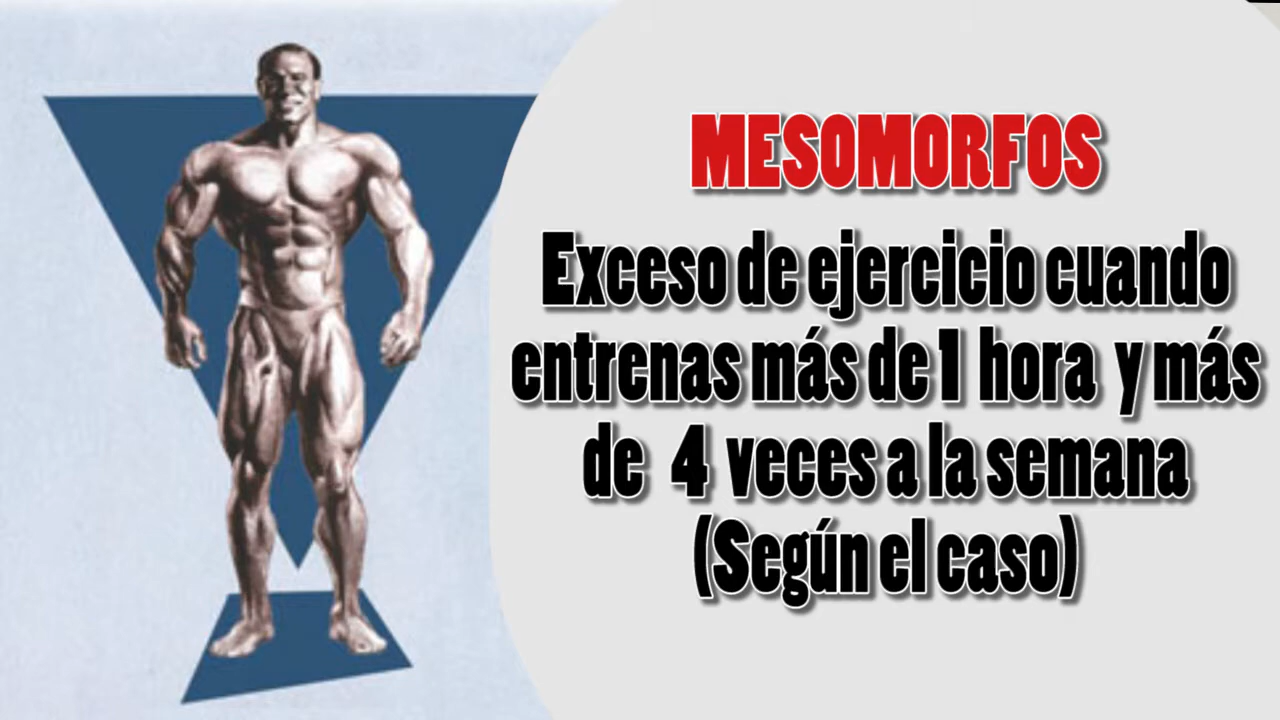 MESOMORFOS
Exceso de ejercicio cuando
entrenas más de 1 hora y más
de 4 veces a la semana
(Según el caso)